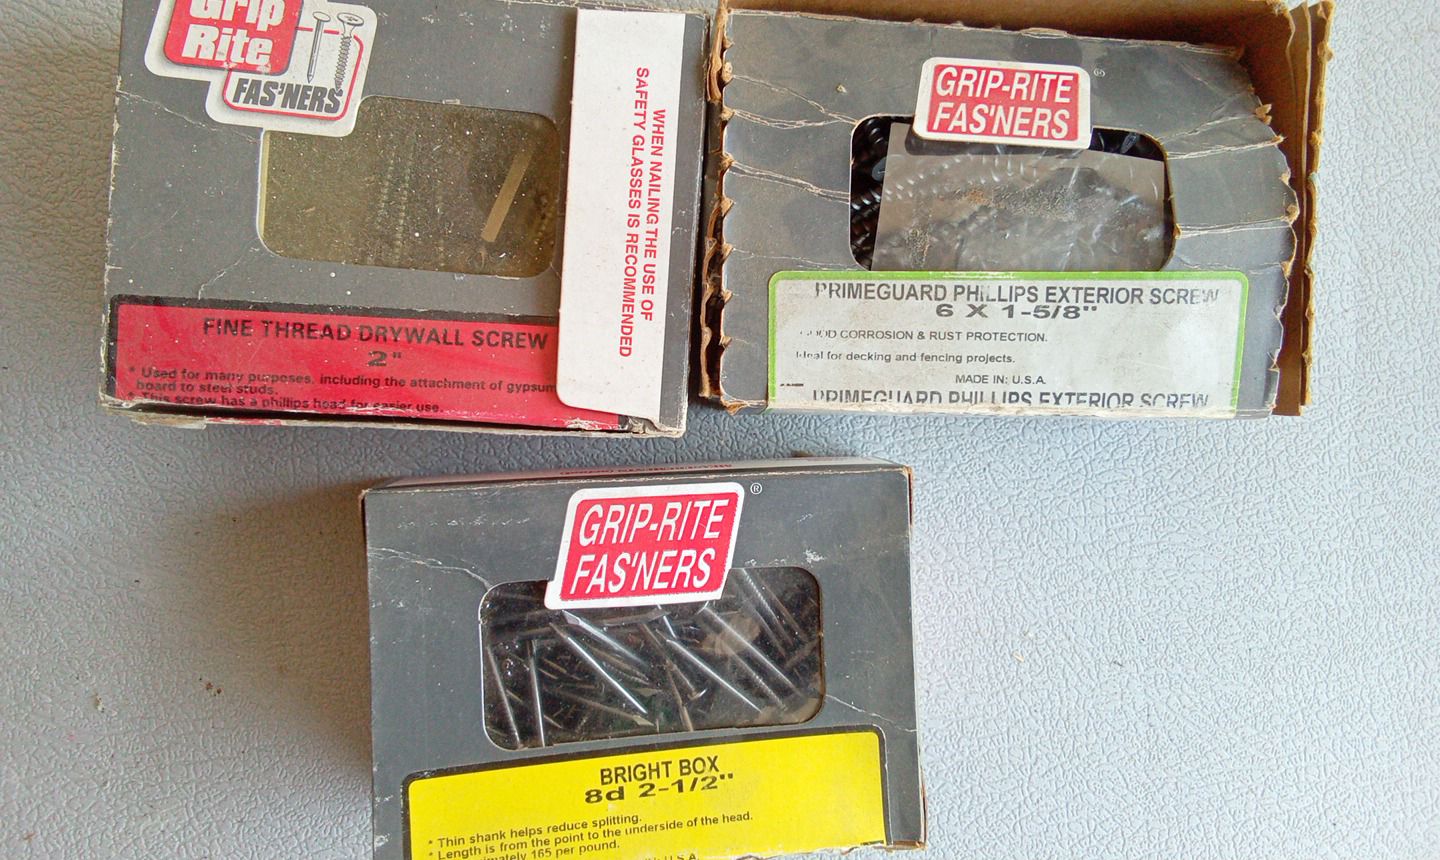 Grip
Rite
FAS'NERS
WHEN NAILING THE USE OF
SAFETY GLASSES IS RECOMMENDED
FINE THREAD DRYWALL SCREW
2"
* Used for many purposes, including the attachment of gypsum
board to steel studs.
* This screw has a phillips head for easier use.
GRIP-RITE
FAS'NERS
®
PRIMEGUARD PHILLIPS EXTERIOR SCREW
6 X 1-5/8"
GOOD CORROSION & RUST PROTECTION.
Ideal for decking and fencing projects.
MADE IN: U.S.A.
PRIMEGUARD PHILLIPS EXTERIOR SCREW
GRIP-RITE
FAS'NERS
®
BRIGHT BOX
8d 2-1/2"
* Thin shank helps reduce splitting.
* Length is from the point to the underside of the head.
165 per pound.
U.S.A.